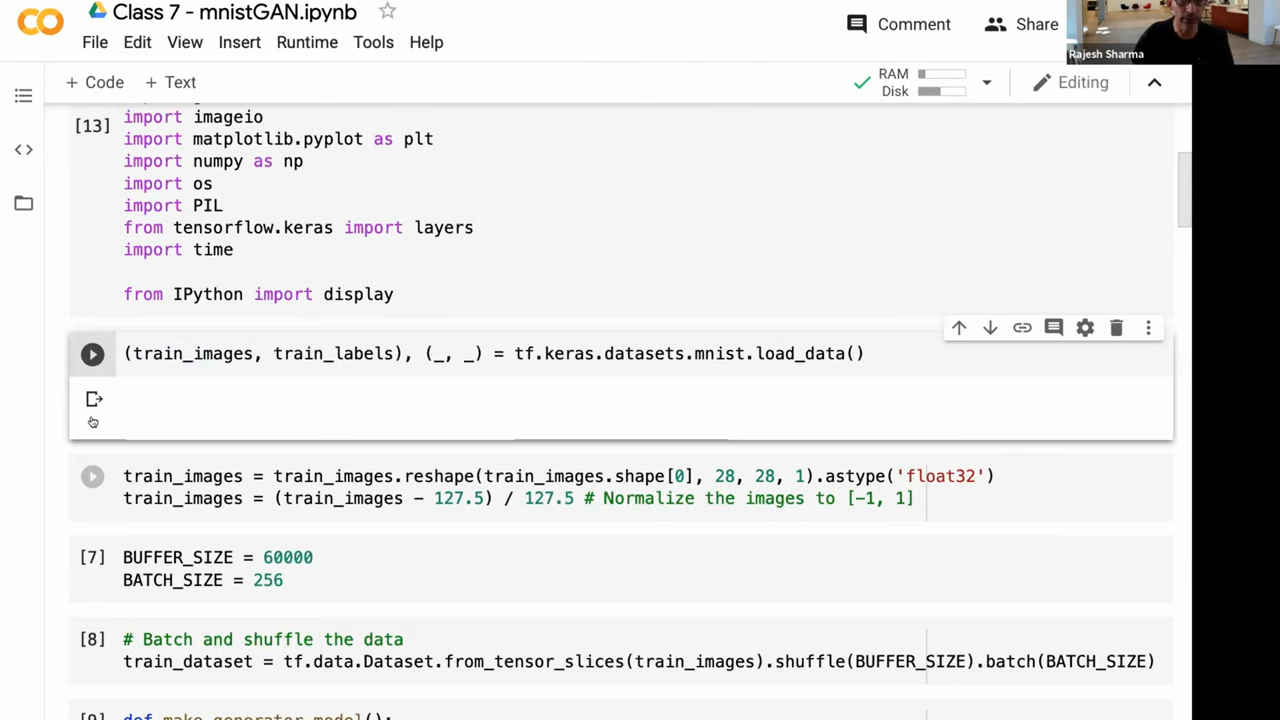 Class 7 - mnistGAN.ipynb
Comment
Share
Rajesh Sharma
File Edit View Insert Runtime Tools Help
+ Code + Text
RAM
Disk
Editing
[13]
import imageio
import matplotlib.pyplot as plt
import numpy as np
import os
import PIL
from tensorflow.keras import layers
import time
from IPython import display
(train_images, train_labels), (_, _) = tf.keras.datasets.mnist.load_data()
train_images = train_images.reshape(train_images.shape[0], 28, 28, 1).astype('float32')
train_images = (train_images - 127.5) / 127.5 # Normalize the images to [-1, 1]
[7] BUFFER_SIZE = 60000
BATCH_SIZE = 256
[8] # Batch and shuffle the data
train_dataset = tf.data.Dataset.from_tensor_slices(train_images).shuffle(BUFFER_SIZE).batch(BATCH_SIZE)
[9] def make_generator_model():